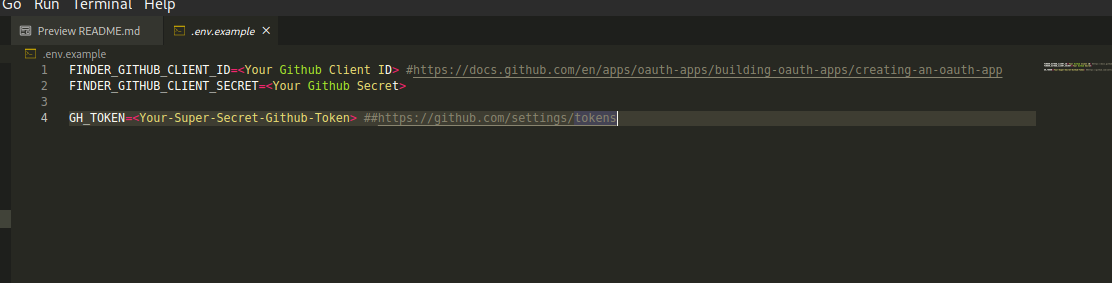 Go Run Terminal Help
Preview README.md .env.example
.env.example
1 FINDER_GITHUB_CLIENT_ID=<Your Github Client ID> #https://docs.github.com/en/apps/oauth-apps/building-oauth-apps/creating-an-oauth-app
2 FINDER_GITHUB_CLIENT_SECRET=<Your Github Secret>
3
4 GH_TOKEN=<Your-Super-Secret-Github-Token> ##https://github.com/settings/tokens